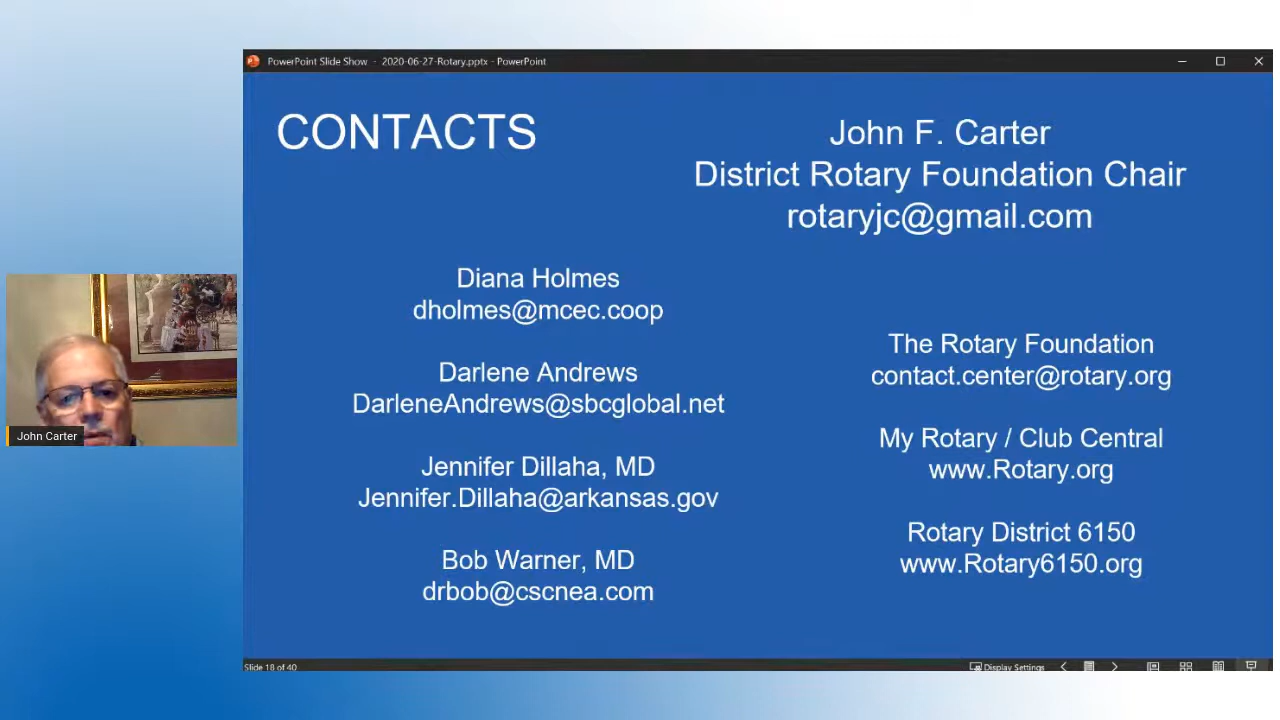 PowerPoint Slide Show - 2020-06-27-Rotary.pptx - PowerPoint
CONTACTS
John F. Carter
District Rotary Foundation Chair
rotaryjc@gmail.com
Diana Holmes
dholmes@mcec.coop
Darlene Andrews
DarleneAndrews@sbcglobal.net
Jennifer Dillaha, MD
Jennifer.Dillaha@arkansas.gov
Bob Warner, MD
drbob@cscnea.com
The Rotary Foundation
contact.center@rotary.org
My Rotary / Club Central
www.Rotary.org
Rotary District 6150
www.Rotary6150.org
John Carter
Slide 18 of 40
Display Settings